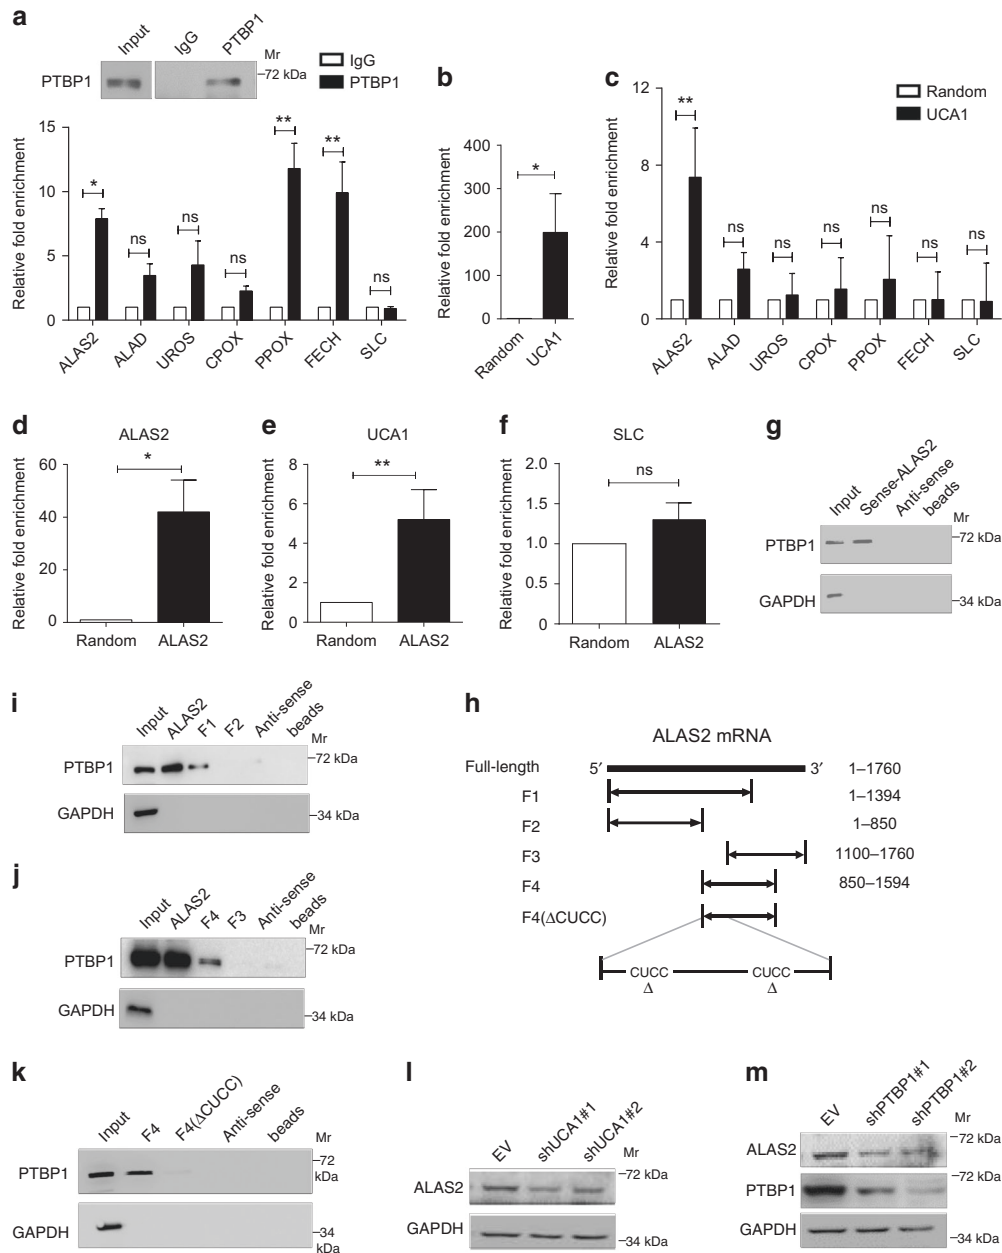 a
Input
IgG
PTBP1
Mr
PTBP1
–72 kDa
IgG
PTBP1
Relative fold enrichment
15
10
5
0
*
ns
ns
ns
**
**
ns
ALAS2
ALAD
UROS
CPOX
PPOX
FECH
SLC
b
Relative fold enrichment
400
300
200
100
0
*
Random
UCA1
c
Random
UCA1
Relative fold enrichment
12
8
4
0
**
ns
ns
ns
ns
ns
ns
ALAS2
ALAD
UROS
CPOX
PPOX
FECH
SLC
d
ALAS2
Relative fold enrichment
60
40
20
0
*
Random
ALAS2
e
UCA1
Relative fold enrichment
8
6
4
2
0
**
Random
ALAS2
f
SLC
Relative fold enrichment
2.0
1.5
1.0
0.5
0
ns
Random
ALAS2
g
Input
Sense-ALAS2
Anti-sense
beads
Mr
PTBP1
–72 kDa
GAPDH
–34 kDa
i
Input
ALAS2
F1
F2
Anti-sense
beads
Mr
PTBP1
–72 kDa
GAPDH
–34 kDa
h
ALAS2 mRNA
Full-length 5′ 3′ 1–1760
F1 1–1394
F2 1–850
F3 1100–1760
F4 850–1594
F4(ΔCUCC)
CUCC CUCC
Δ Δ
j
Input
ALAS2
F4
F3
Anti-sense
beads
Mr
PTBP1
–72 kDa
GAPDH
–34 kDa
k
Input
F4
F4(ΔCUCC)
Anti-sense
beads
Mr
PTBP1
–72
kDa
GAPDH
–34
kDa
l
EV
shUCA1#1
shUCA1#2
Mr
ALAS2
–72 kDa
GAPDH
–34 kDa
m
EV
shPTBP1#1
shPTBP1#2
Mr
ALAS2
–72 kDa
PTBP1
–72 kDa
GAPDH
–34 kDa